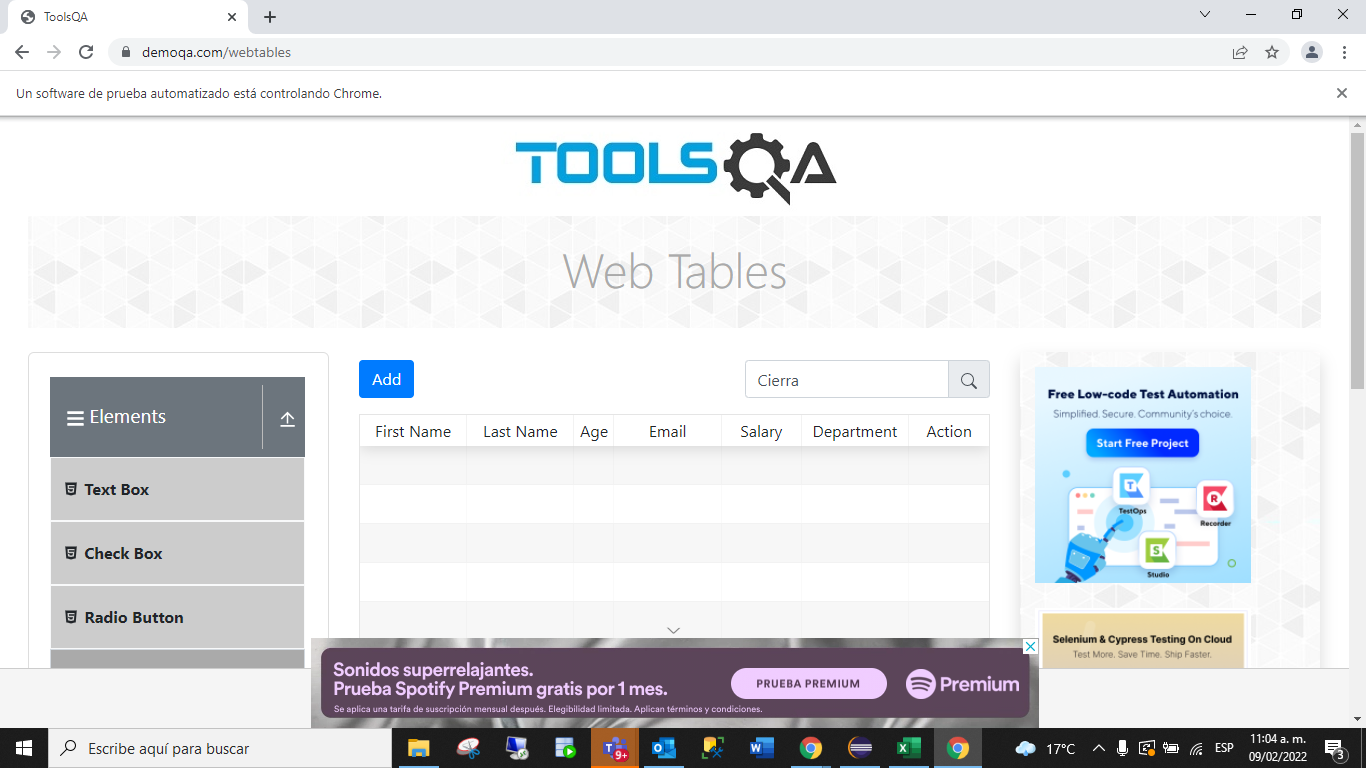 ToolsQA
demoqa.com/webtables
Un software de prueba automatizado está controlando Chrome.
TOOLSQA
Web Tables
Elements
Text Box
Check Box
Radio Button
Add
Cierra
First Name Last Name Age Email Salary Department Action
Free Low-code Test Automation
Simplified. Secure. Community's choice.
Start Free Project
TestOps
Recorder
Studio
Selenium & Cypress Testing On Cloud
Test More. Save Time. Ship Faster.
Sonidos superrelajantes.
Prueba Spotify Premium gratis por 1 mes.
Se aplica una tarifa de suscripción mensual después. Elegibilidad limitada. Aplican términos y condiciones.
PRUEBA PREMIUM
Premium
Escribe aquí para buscar
9+
17°C
ESP
11:04 a. m.
09/02/2022
3